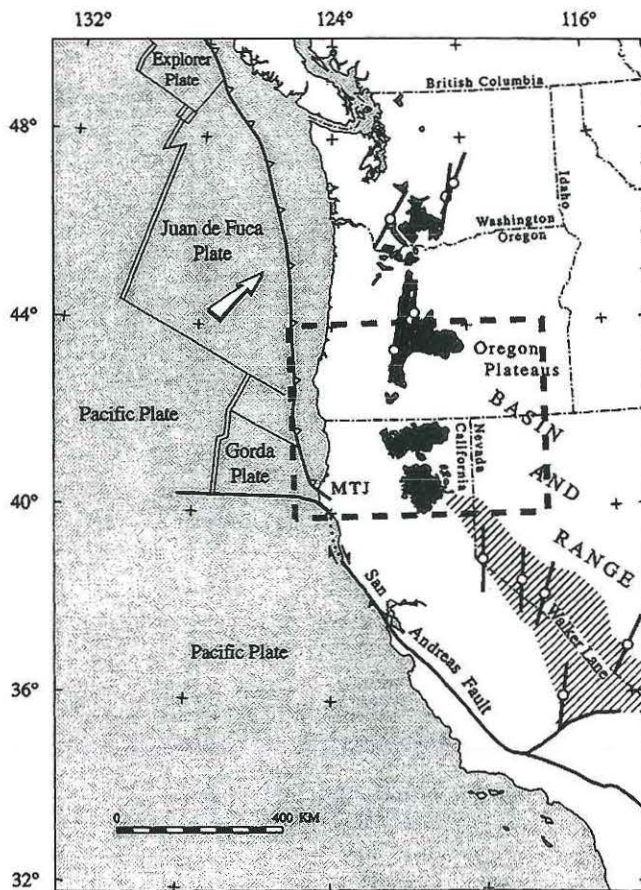 132°
124°
116°
Explorer
Plate
British Columbia
48°
Idaho
Juan de Fuca
Plate
Washington
Oregon
44°
Oregon
Plateaus
Pacific Plate
BASIN
Nevada
California
Gorda
Plate
AND
MTJ
40°
RANGE
San
Andreas Fault
Walker Lane
Pacific Plate
36°
0
400 KM
32°